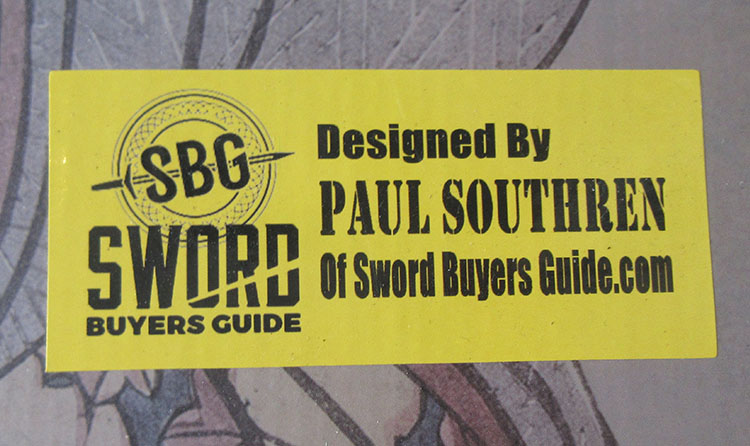 SBG
SWORD
BUYERS GUIDE
Designed By
PAUL SOUTHREN
Of Sword Buyers Guide.com